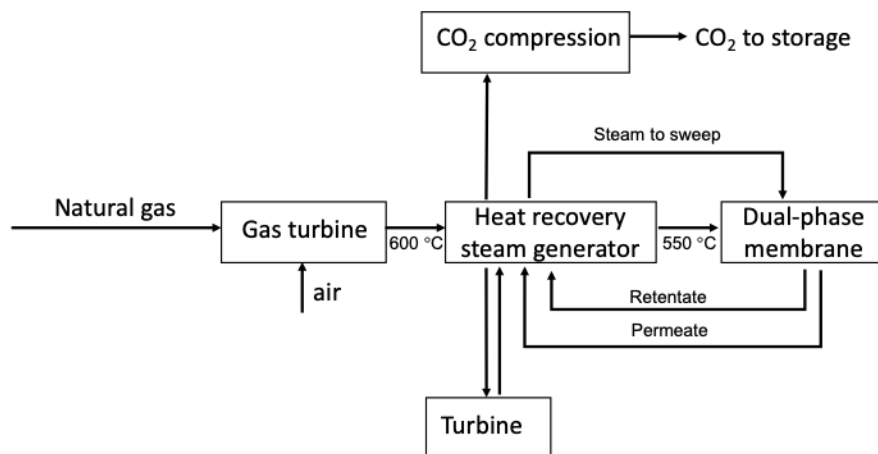 CO₂ compression
CO₂ to storage
Steam to sweep
Natural gas
Gas turbine
600 °C
Heat recovery
steam generator
550 °C
Dual-phase
membrane
air
Retentate
Permeate
Turbine